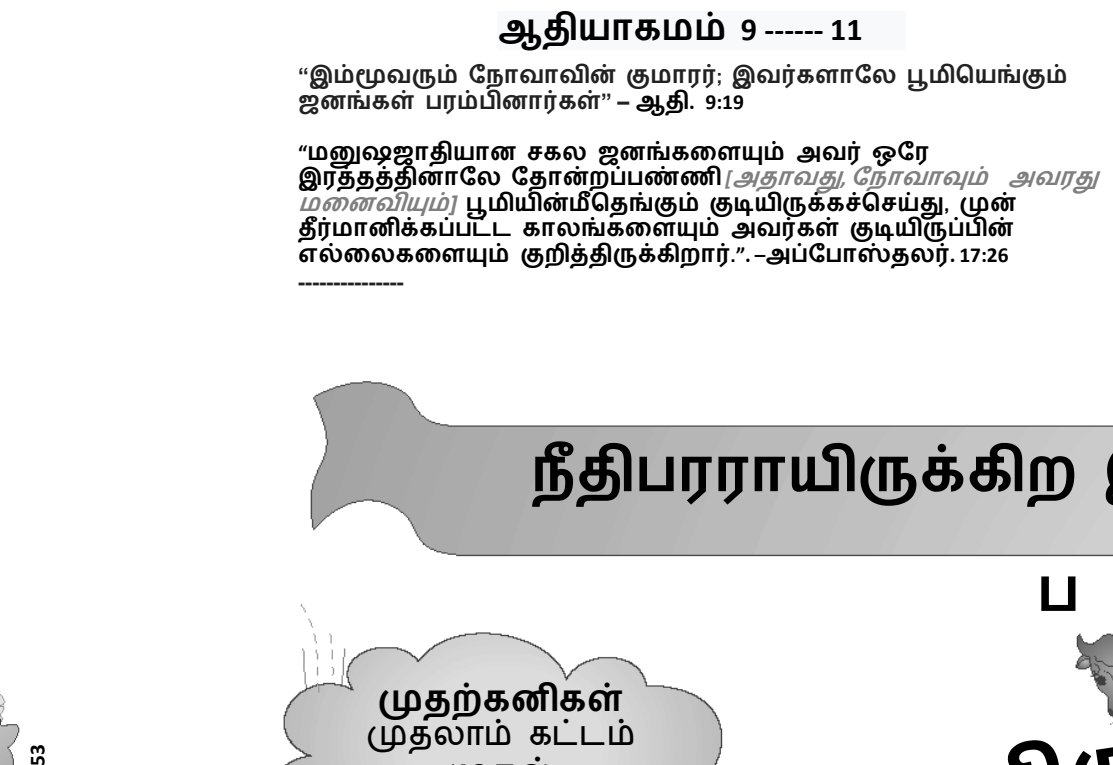 ஆதியாகமம் 9 ------ 11
“இம்மூவரும் நோவாவின் குமாரர்; இவர்களாலே பூமியெங்கும்
ஜனங்கள் பரம்பினார்கள்” – ஆதி. 9:19
“மனுஷஜாதியான சகல ஜனங்களையும் அவர் ஒரே
இரத்தத்தினாலே தோன்றப்பண்ணி [அதாவது, நோவாவும் அவரது
மனைவியும்] பூமியின்மீதெங்கும் குடியிருக்கச்செய்து, முன்
தீர்மானிக்கப்பட்ட காலங்களையும் அவர்கள் குடியிருப்பின்
எல்லைகளையும் குறித்திருக்கிறார்.”. –அப்போஸ்தலர். 17:26
---------------
நீதிபரராயிருக்கிற
ப
முதற்கனிகள்
முதலாம் கட்டம்
53